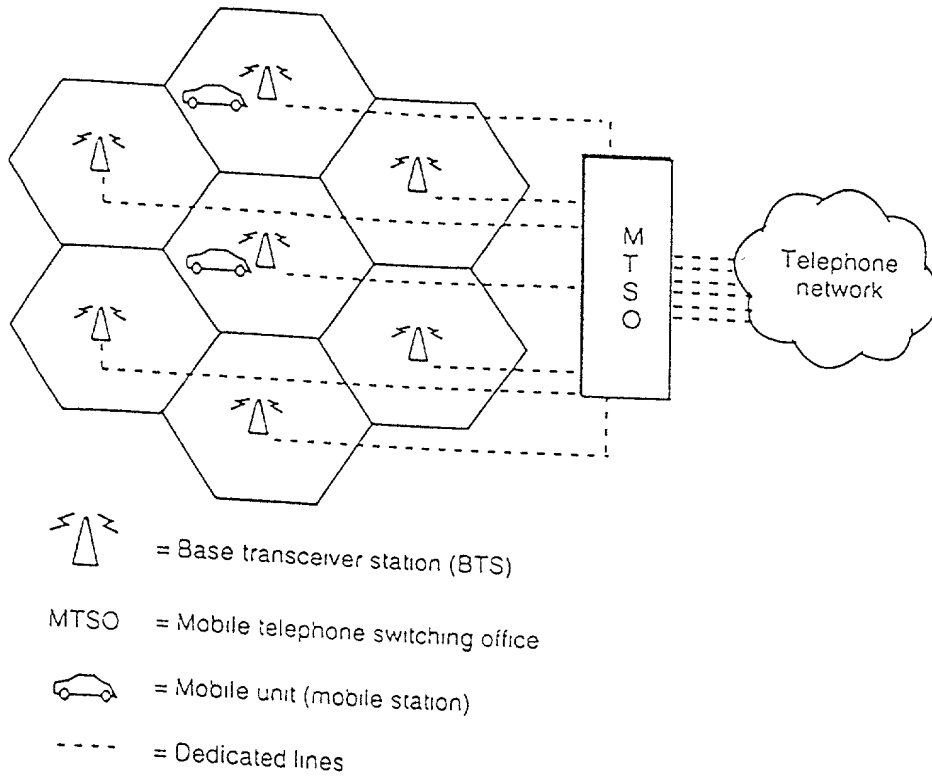 M
T
S
O
Telephone
network
= Base transceiver station (BTS)
MTSO = Mobile telephone switching office
= Mobile unit (mobile station)
---- = Dedicated lines